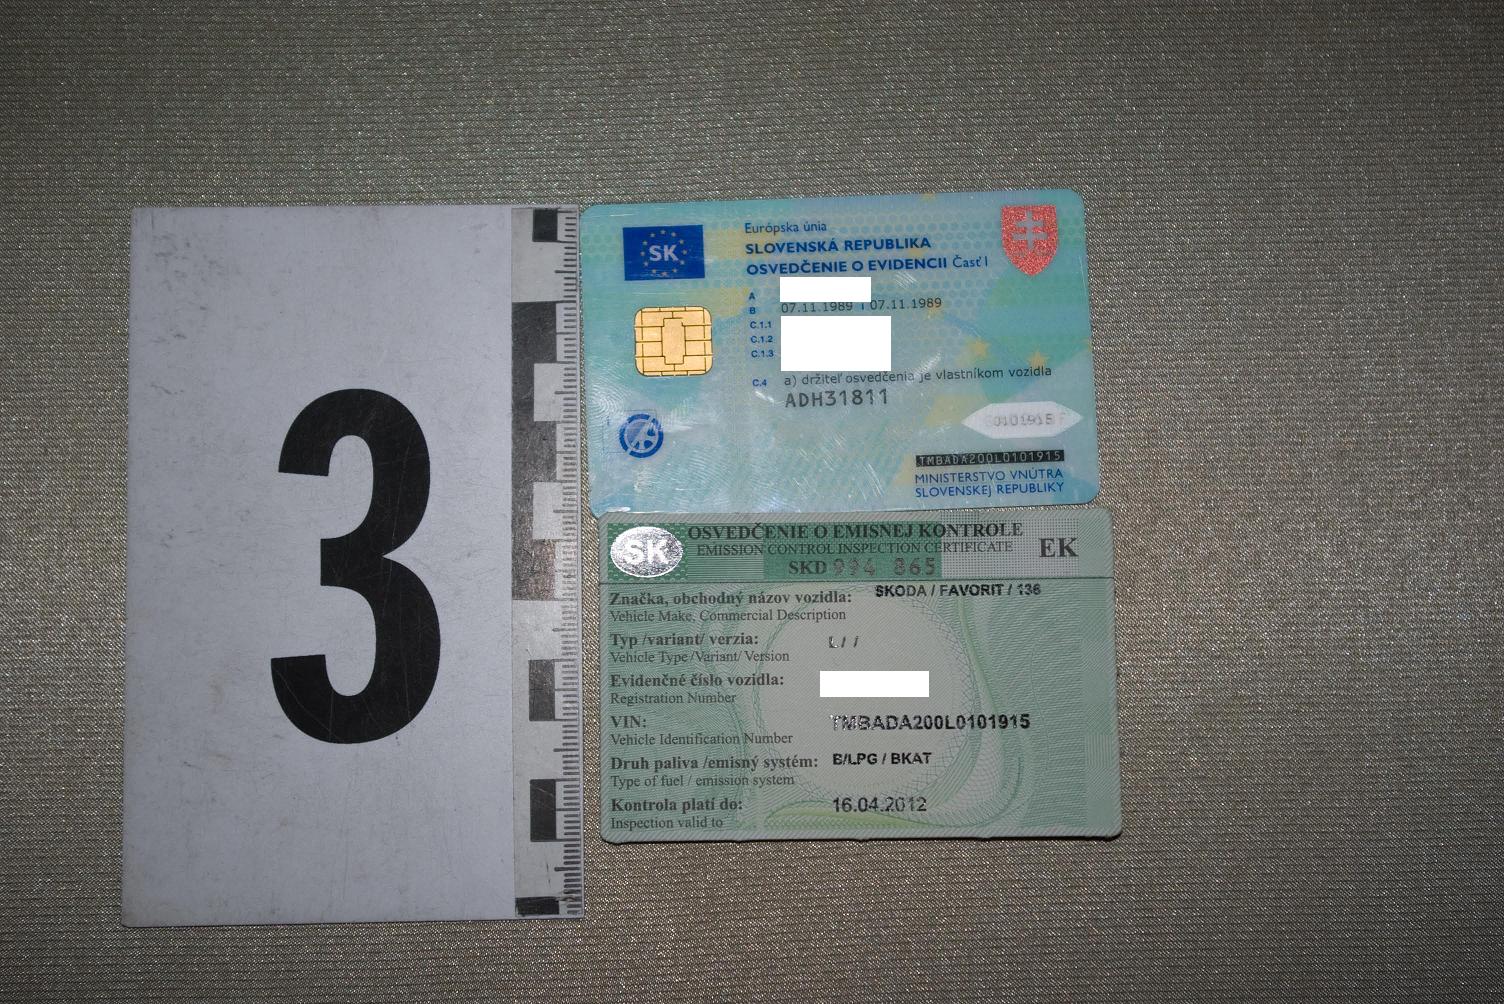 3
SK
Európska únia
SLOVENSKÁ REPUBLIKA
OSVEDČENIE O EVIDENCII Časť I
A
B 07.11.1989 07.11.1989
C.1.1
C.1.2
C.1.3
C.4 a) držiteľ osvedčenia je vlastníkom vozidla
ADH31811
0101915
TMBADA200L0101915
MINISTERSTVO VNÚTRA
SLOVENSKEJ REPUBLIKY
SK
OSVEDČENIE O EMISNEJ KONTROLE
EMISSION CONTROL INSPECTION CERTIFICATE
EK
SKD 994 865
Značka, obchodný názov vozidla: SKODA / FAVORIT / 136
Vehicle Make, Commercial Description
Typ /variant/ verzia: L / /
Vehicle Type /Variant/ Version
Evidenčné číslo vozidla:
Registration Number
VIN: TMBADA200L0101915
Vehicle Identification Number
Druh paliva /emisný systém: B/LPG / BKAT
Type of fuel / emission system
Kontrola platí do: 16.04.2012
Inspection valid to